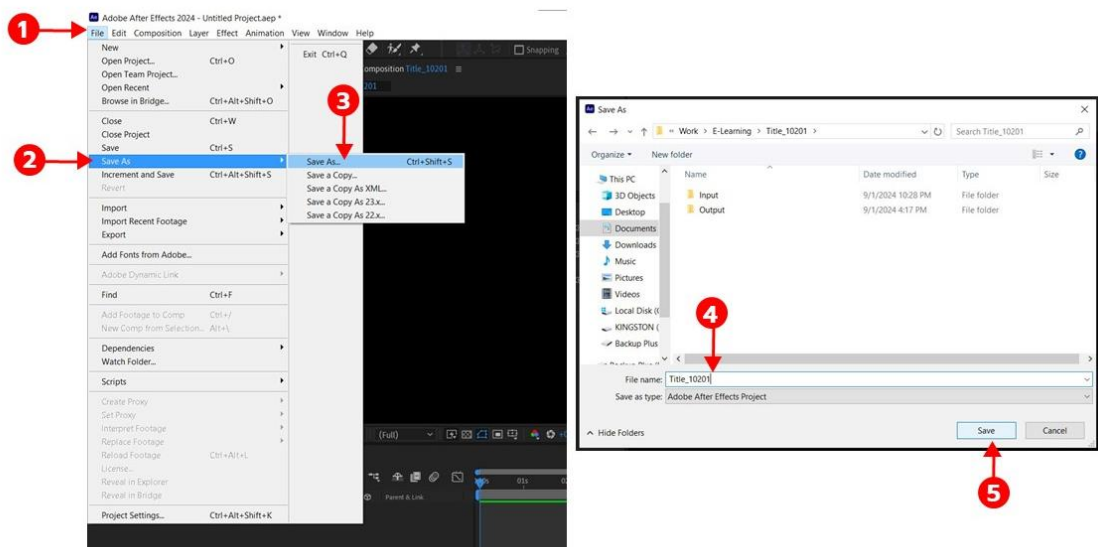 Adobe After Effects 2024 - Untitled Project.aep *
File Edit Composition Layer Effect Animation View Window Help
1
New
Open Project... Ctrl+O
Open Team Project...
Open Recent
Browse in Bridge... Ctrl+Alt+Shift+O
Close Ctrl+W
Close Project
Save Ctrl+S
2
Save As
Increment and Save Ctrl+Alt+Shift+S
Revert
Import
Import Recent Footage
Export
Add Fonts from Adobe...
Adobe Dynamic Link
Find Ctrl+F
Add Footage to Comp Ctrl+/
New Comp from Selection... Alt+\
Dependencies
Watch Folder...
Scripts
Create Proxy
Set Proxy
Interpret Footage
Replace Footage
Reload Footage Ctrl+Alt+L
License...
Reveal in Explorer
Reveal in Bridge
Project Settings... Ctrl+Alt+Shift+K
Exit Ctrl+Q
Snapping
omposition Title_10201
201
3
Save As... Ctrl+Shift+S
Save a Copy...
Save a Copy As XML...
Save a Copy As 23.x...
Save a Copy As 22.x...
(Full)
01s
Parent & Link
Ae Save As
Work > E-Learning > Title_10201 >
Search Title_10201
Organize
New folder
Name Date modified Type Size
Input 9/1/2024 10:28 PM File folder
Output 9/1/2024 4:17 PM File folder
This PC
3D Objects
Desktop
Documents
Downloads
Music
Pictures
Videos
Local Disk (
KINGSTON (
Backup Plus
4
File name: Title_10201
Save as type: Adobe After Effects Project
Hide Folders
Save
Cancel
5